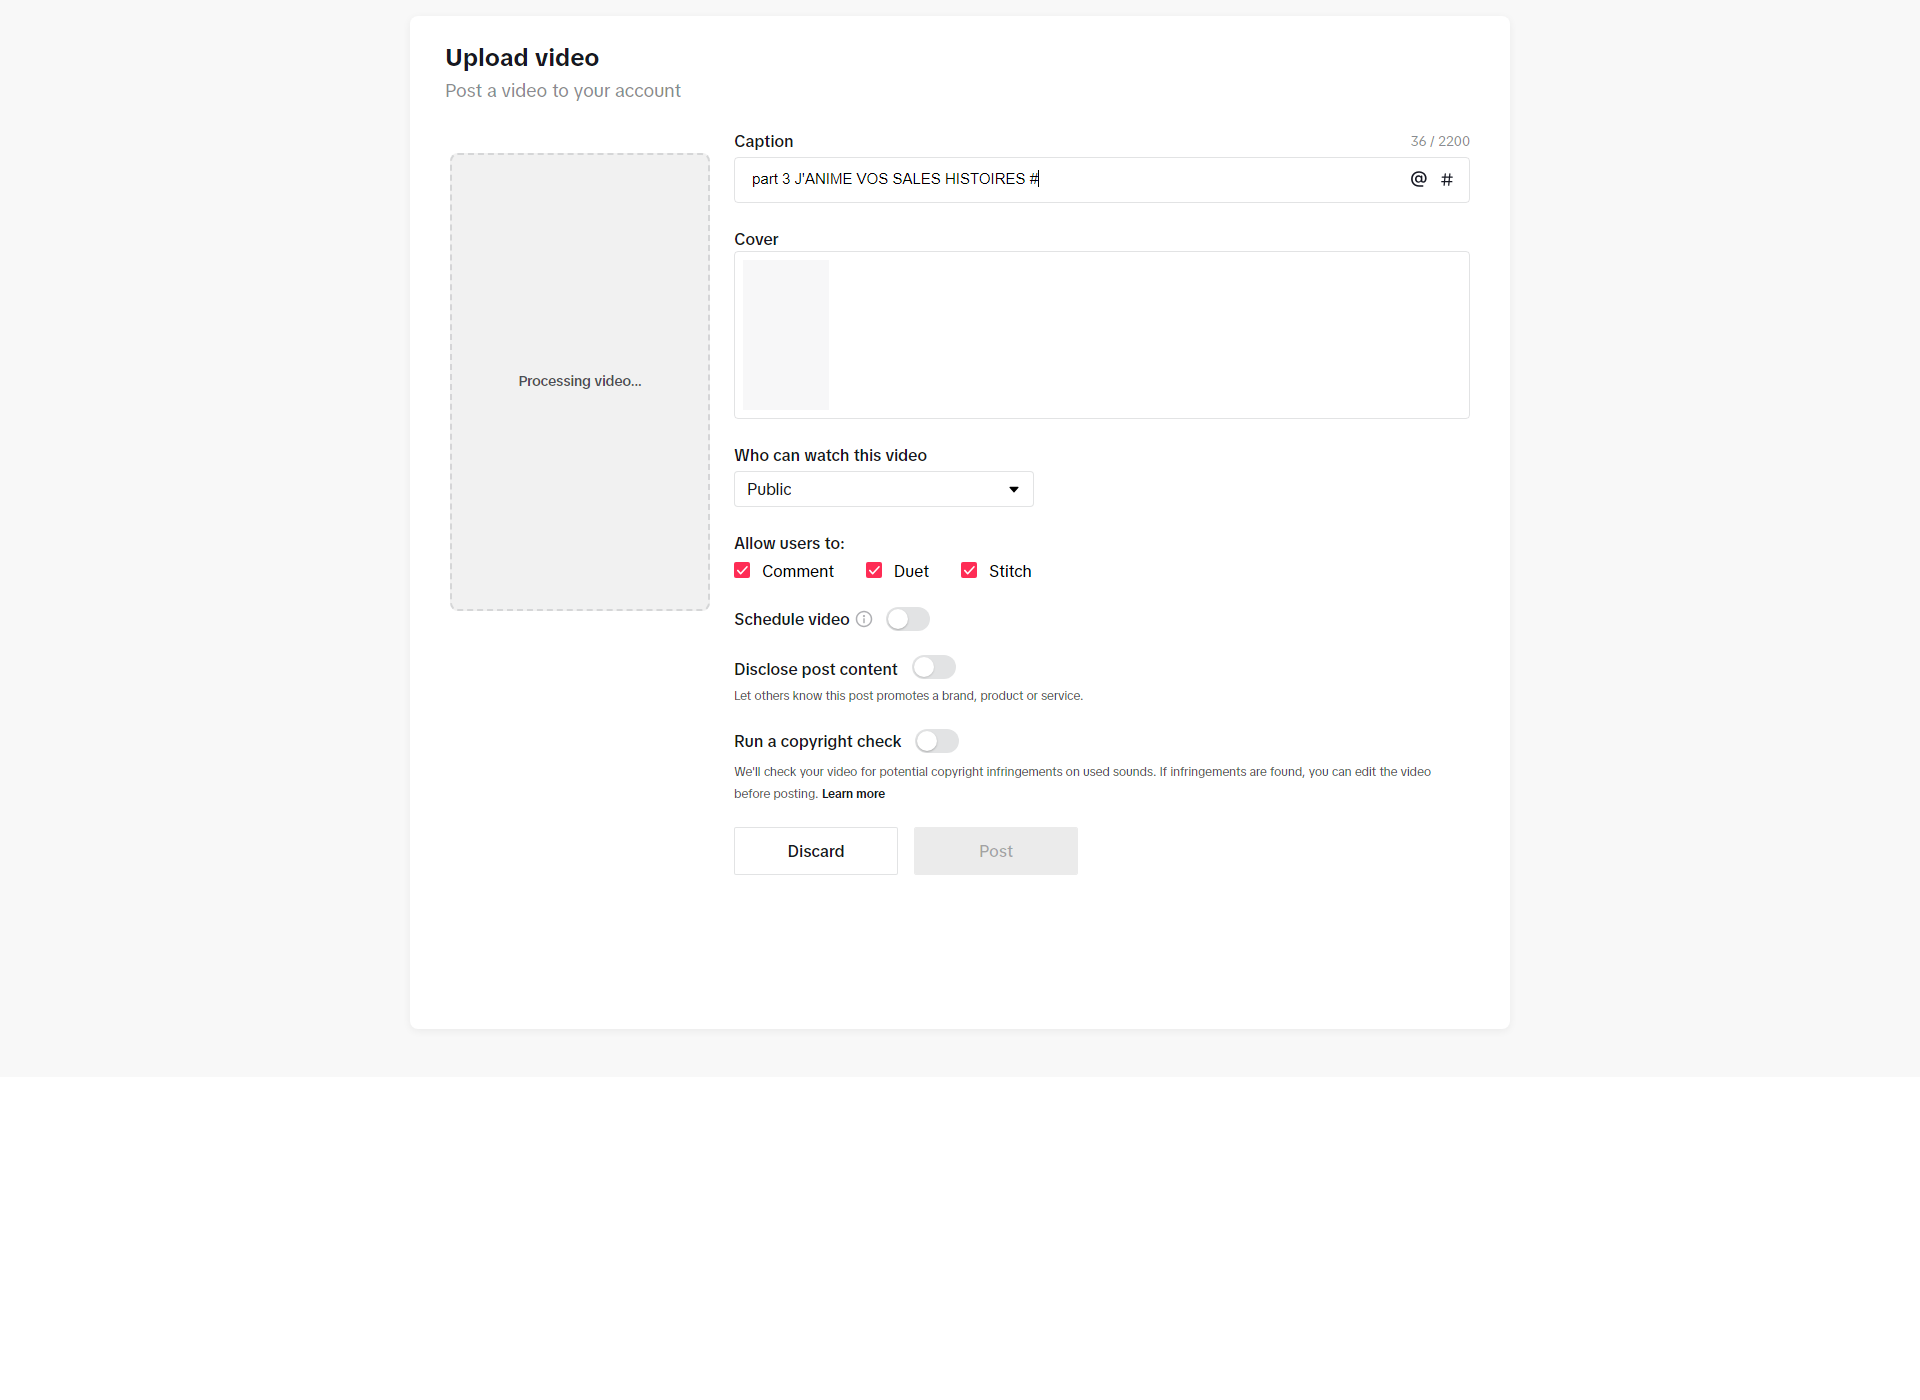 Upload video
Post a video to your account
Caption
36 / 2200
part 3 J'ANIME VOS SALES HISTOIRES #
@ #
Cover
Processing video...
Who can watch this video
Public
Allow users to:
Comment Duet Stitch
Schedule video
Disclose post content
Let others know this post promotes a brand, product or service.
Run a copyright check
We'll check your video for potential copyright infringements on used sounds. If infringements are found, you can edit the video
before posting. Learn more
Discard Post